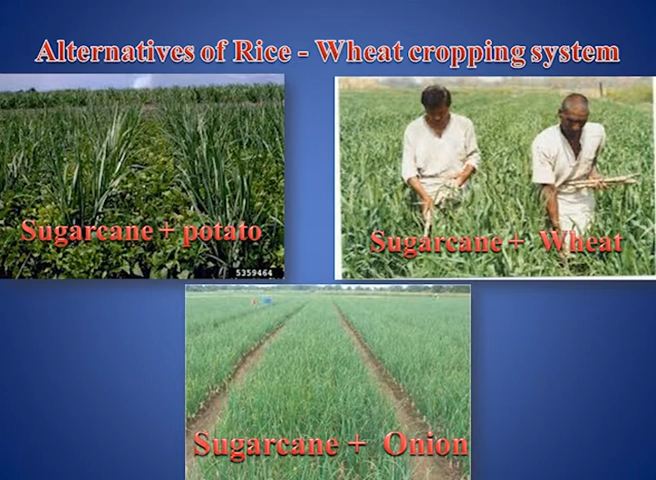 Alternatives of Rice - Wheat cropping system
Sugarcane + potato
Sugarcane + Wheat
5359464
Sugarcane + Onion